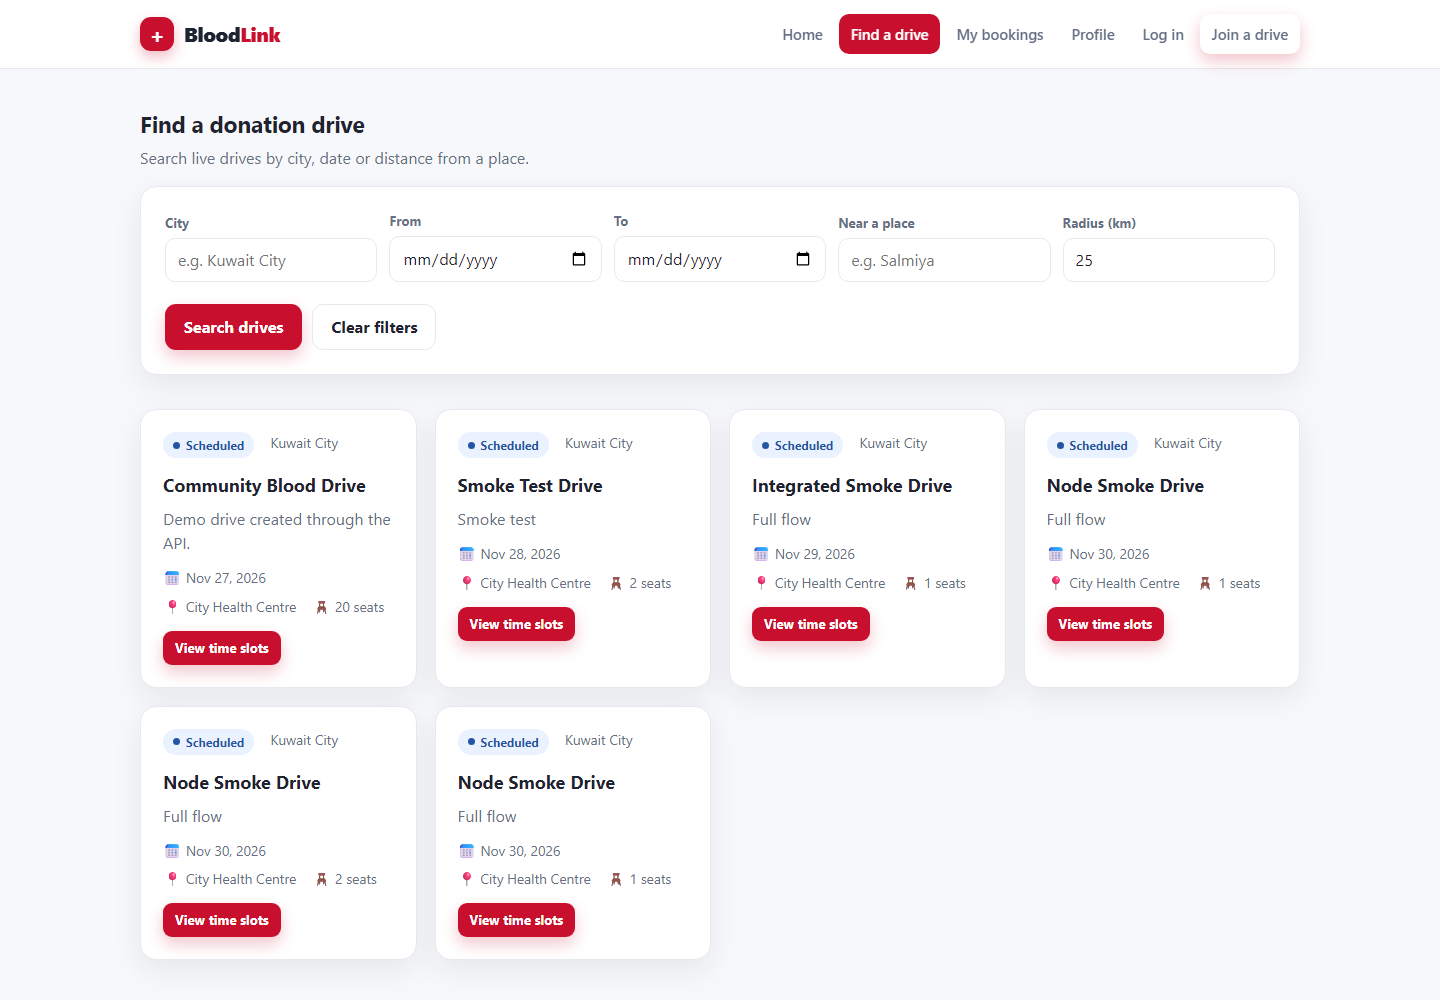 + BloodLink
Home Find a drive My bookings Profile Log in Join a drive
Find a donation drive
Search live drives by city, date or distance from a place.
City From To Near a place Radius (km)
e.g. Kuwait City mm/dd/yyyy mm/dd/yyyy e.g. Salmiya 25
Search drives Clear filters
Scheduled Kuwait City
Community Blood Drive
Demo drive created through the
API.
Nov 27, 2026
City Health Centre 20 seats
View time slots
Scheduled Kuwait City
Smoke Test Drive
Smoke test
Nov 28, 2026
City Health Centre 2 seats
View time slots
Scheduled Kuwait City
Integrated Smoke Drive
Full flow
Nov 29, 2026
City Health Centre 1 seats
View time slots
Scheduled Kuwait City
Node Smoke Drive
Full flow
Nov 30, 2026
City Health Centre 1 seats
View time slots
Scheduled Kuwait City
Node Smoke Drive
Full flow
Nov 30, 2026
City Health Centre 2 seats
View time slots
Scheduled Kuwait City
Node Smoke Drive
Full flow
Nov 30, 2026
City Health Centre 1 seats
View time slots